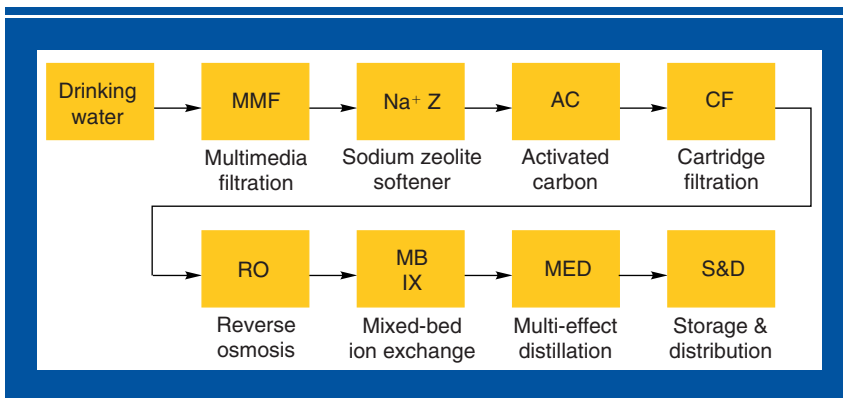 Drinking
water
MMF
Na+ Z
AC
CF
Multimedia
filtration
Sodium zeolite
softener
Activated
carbon
Cartridge
filtration
RO
MB
IX
MED
S&D
Reverse
osmosis
Mixed-bed
ion exchange
Multi-effect
distillation
Storage &
distribution